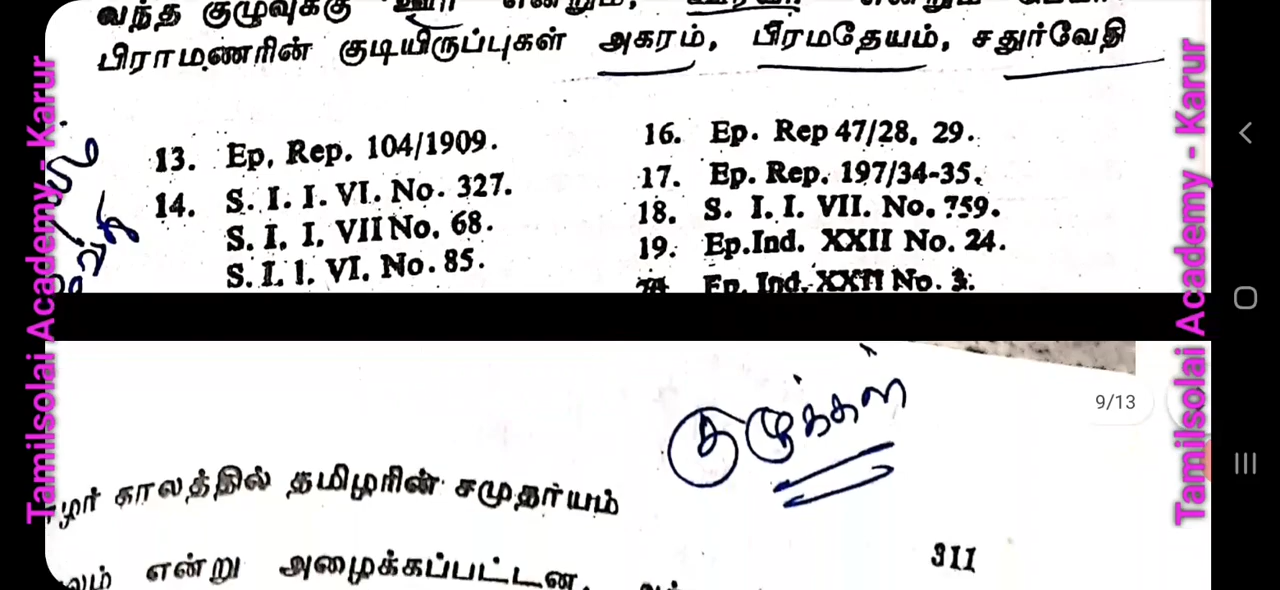 வந்த குழுவுக்கு
பிராமணரின் குடியிருப்புகள் அகரம், பிரமதேயம், சதுர்வேதி
13. Ep. Rep. 104/1909.
14. S. I. I. VI. No. 327.
S. I. I. VII No. 68.
S. I. I. VI. No. 85.
16. Ep. Rep 47/28, 29.
17. Ep. Rep. 197/34-35.
18. S. I. I. VII. No. 759.
19. Ep.Ind. XXII No. 24.
Ep. Ind. XXII No. 3.
குழுக்கள்
9/13
காலத்தில் தமிழரின் சமுதாயம்
311
என்று அழைக்கப்பட்டன.
Tamilsolai Academy - Karur
Tamilsolai Academy - Karur